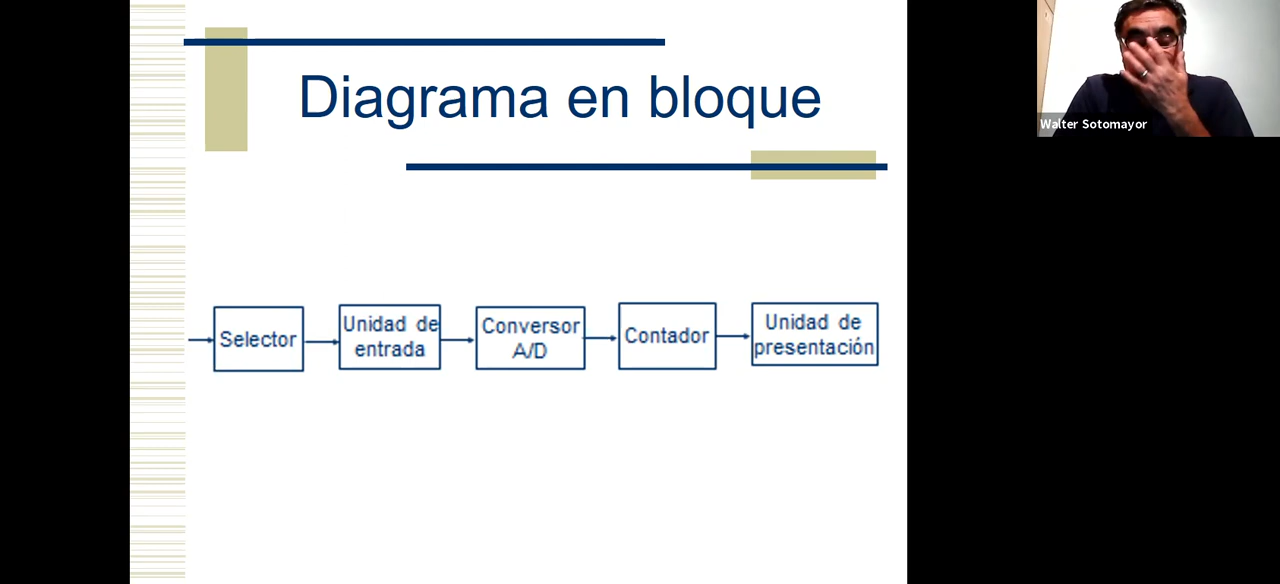 Diagrama en bloque
Walter Sotomayor
Selector
Unidad de
entrada
Conversor
A/D
Contador
Unidad de
presentación